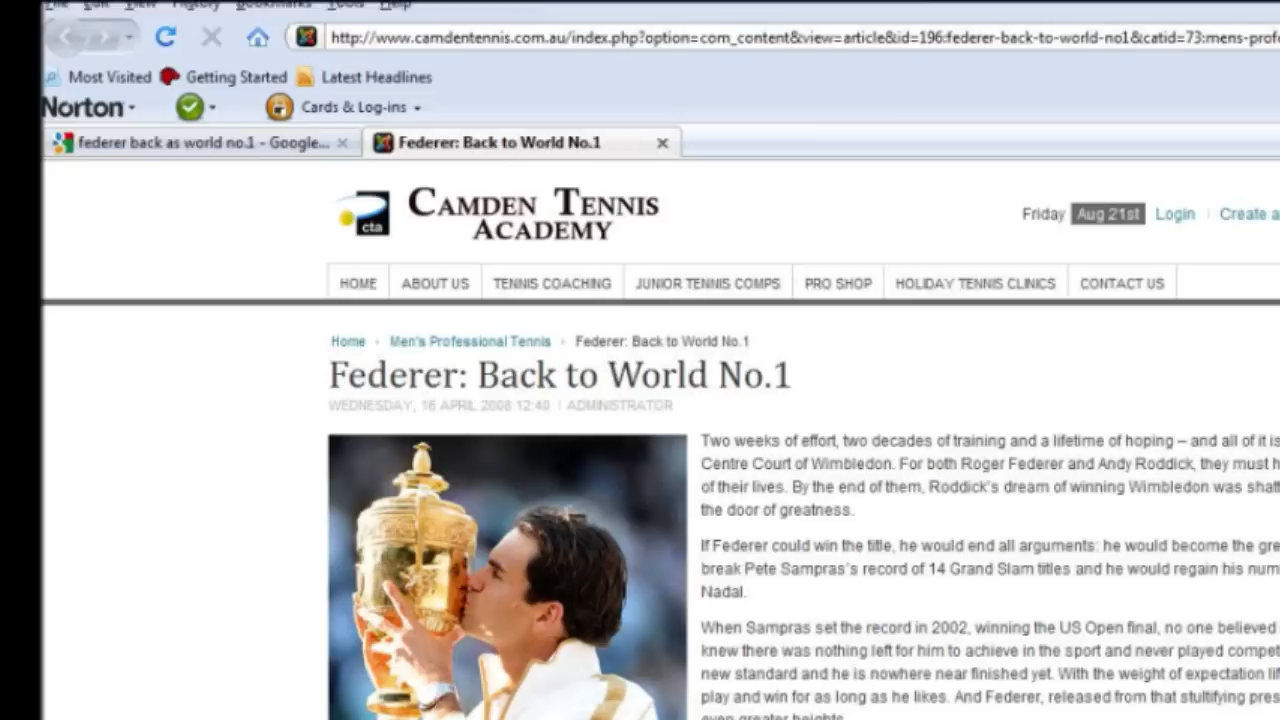 File Edit View History Bookmarks Tools Help
http://www.camdentennis.com.au/index.php?option=com_content&view=article&id=196:federer-back-to-world-no1&catid=73:mens-profe
Most Visited Getting Started Latest Headlines
Norton Cards & Log-ins
federer back as world no.1 - Google... Federer: Back to World No.1
cta CAMDEN TENNIS
ACADEMY
Friday Aug 21st Login Create a
HOME ABOUT US TENNIS COACHING JUNIOR TENNIS COMPS PRO SHOP HOLIDAY TENNIS CLINICS CONTACT US
Home Men's Professional Tennis Federer: Back to World No.1
Federer: Back to World No.1
WEDNESDAY, 16 APRIL 2008 12:40 | ADMINISTRATOR
Two weeks of effort, two decades of training and a lifetime of hoping – and all of it is
Centre Court of Wimbledon. For both Roger Federer and Andy Roddick, they must h
of their lives. By the end of them, Roddick's dream of winning Wimbledon was shatt
the door of greatness.
If Federer could win the title, he would end all arguments: he would become the gre
break Pete Sampras's record of 14 Grand Slam titles and he would regain his num
Nadal.
When Sampras set the record in 2002, winning the US Open final, no one believed
knew there was nothing left for him to achieve in the sport and never played compet
new standard and he is nowhere near finished yet. With the weight of expectation lif
play and win for as long as he likes. And Federer, released from that stultifying pres
even greater heights.